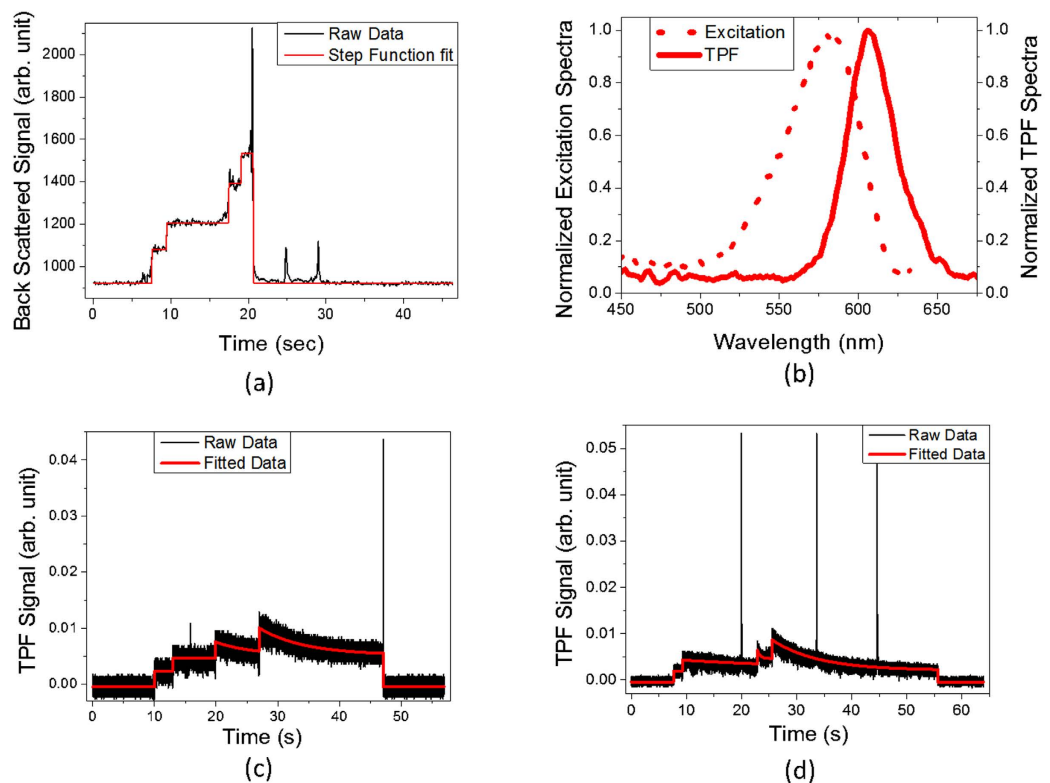 Back Scattered Signal (arb. unit)
2000
1800
1600
1400
1200
1000
Raw Data
Step Function fit
0 10 20 30 40
Time (sec)
(a)
Normalized Excitation Spectra
1.0
0.8
0.6
0.4
0.2
0.0
Excitation
TPF
1.0
0.8
0.6
0.4
0.2
0.0
Normalized TPF Spectra
450 500 550 600 650
Wavelength (nm)
(b)
TPF Signal (arb. unit)
0.04
0.03
0.02
0.01
0.00
Raw Data
Fitted Data
0 10 20 30 40 50
Time (s)
(c)
TPF Signal (arb. unit)
0.05
0.04
0.03
0.02
0.01
0.00
Raw Data
Fitted Data
0 10 20 30 40 50 60
Time (s)
(d)